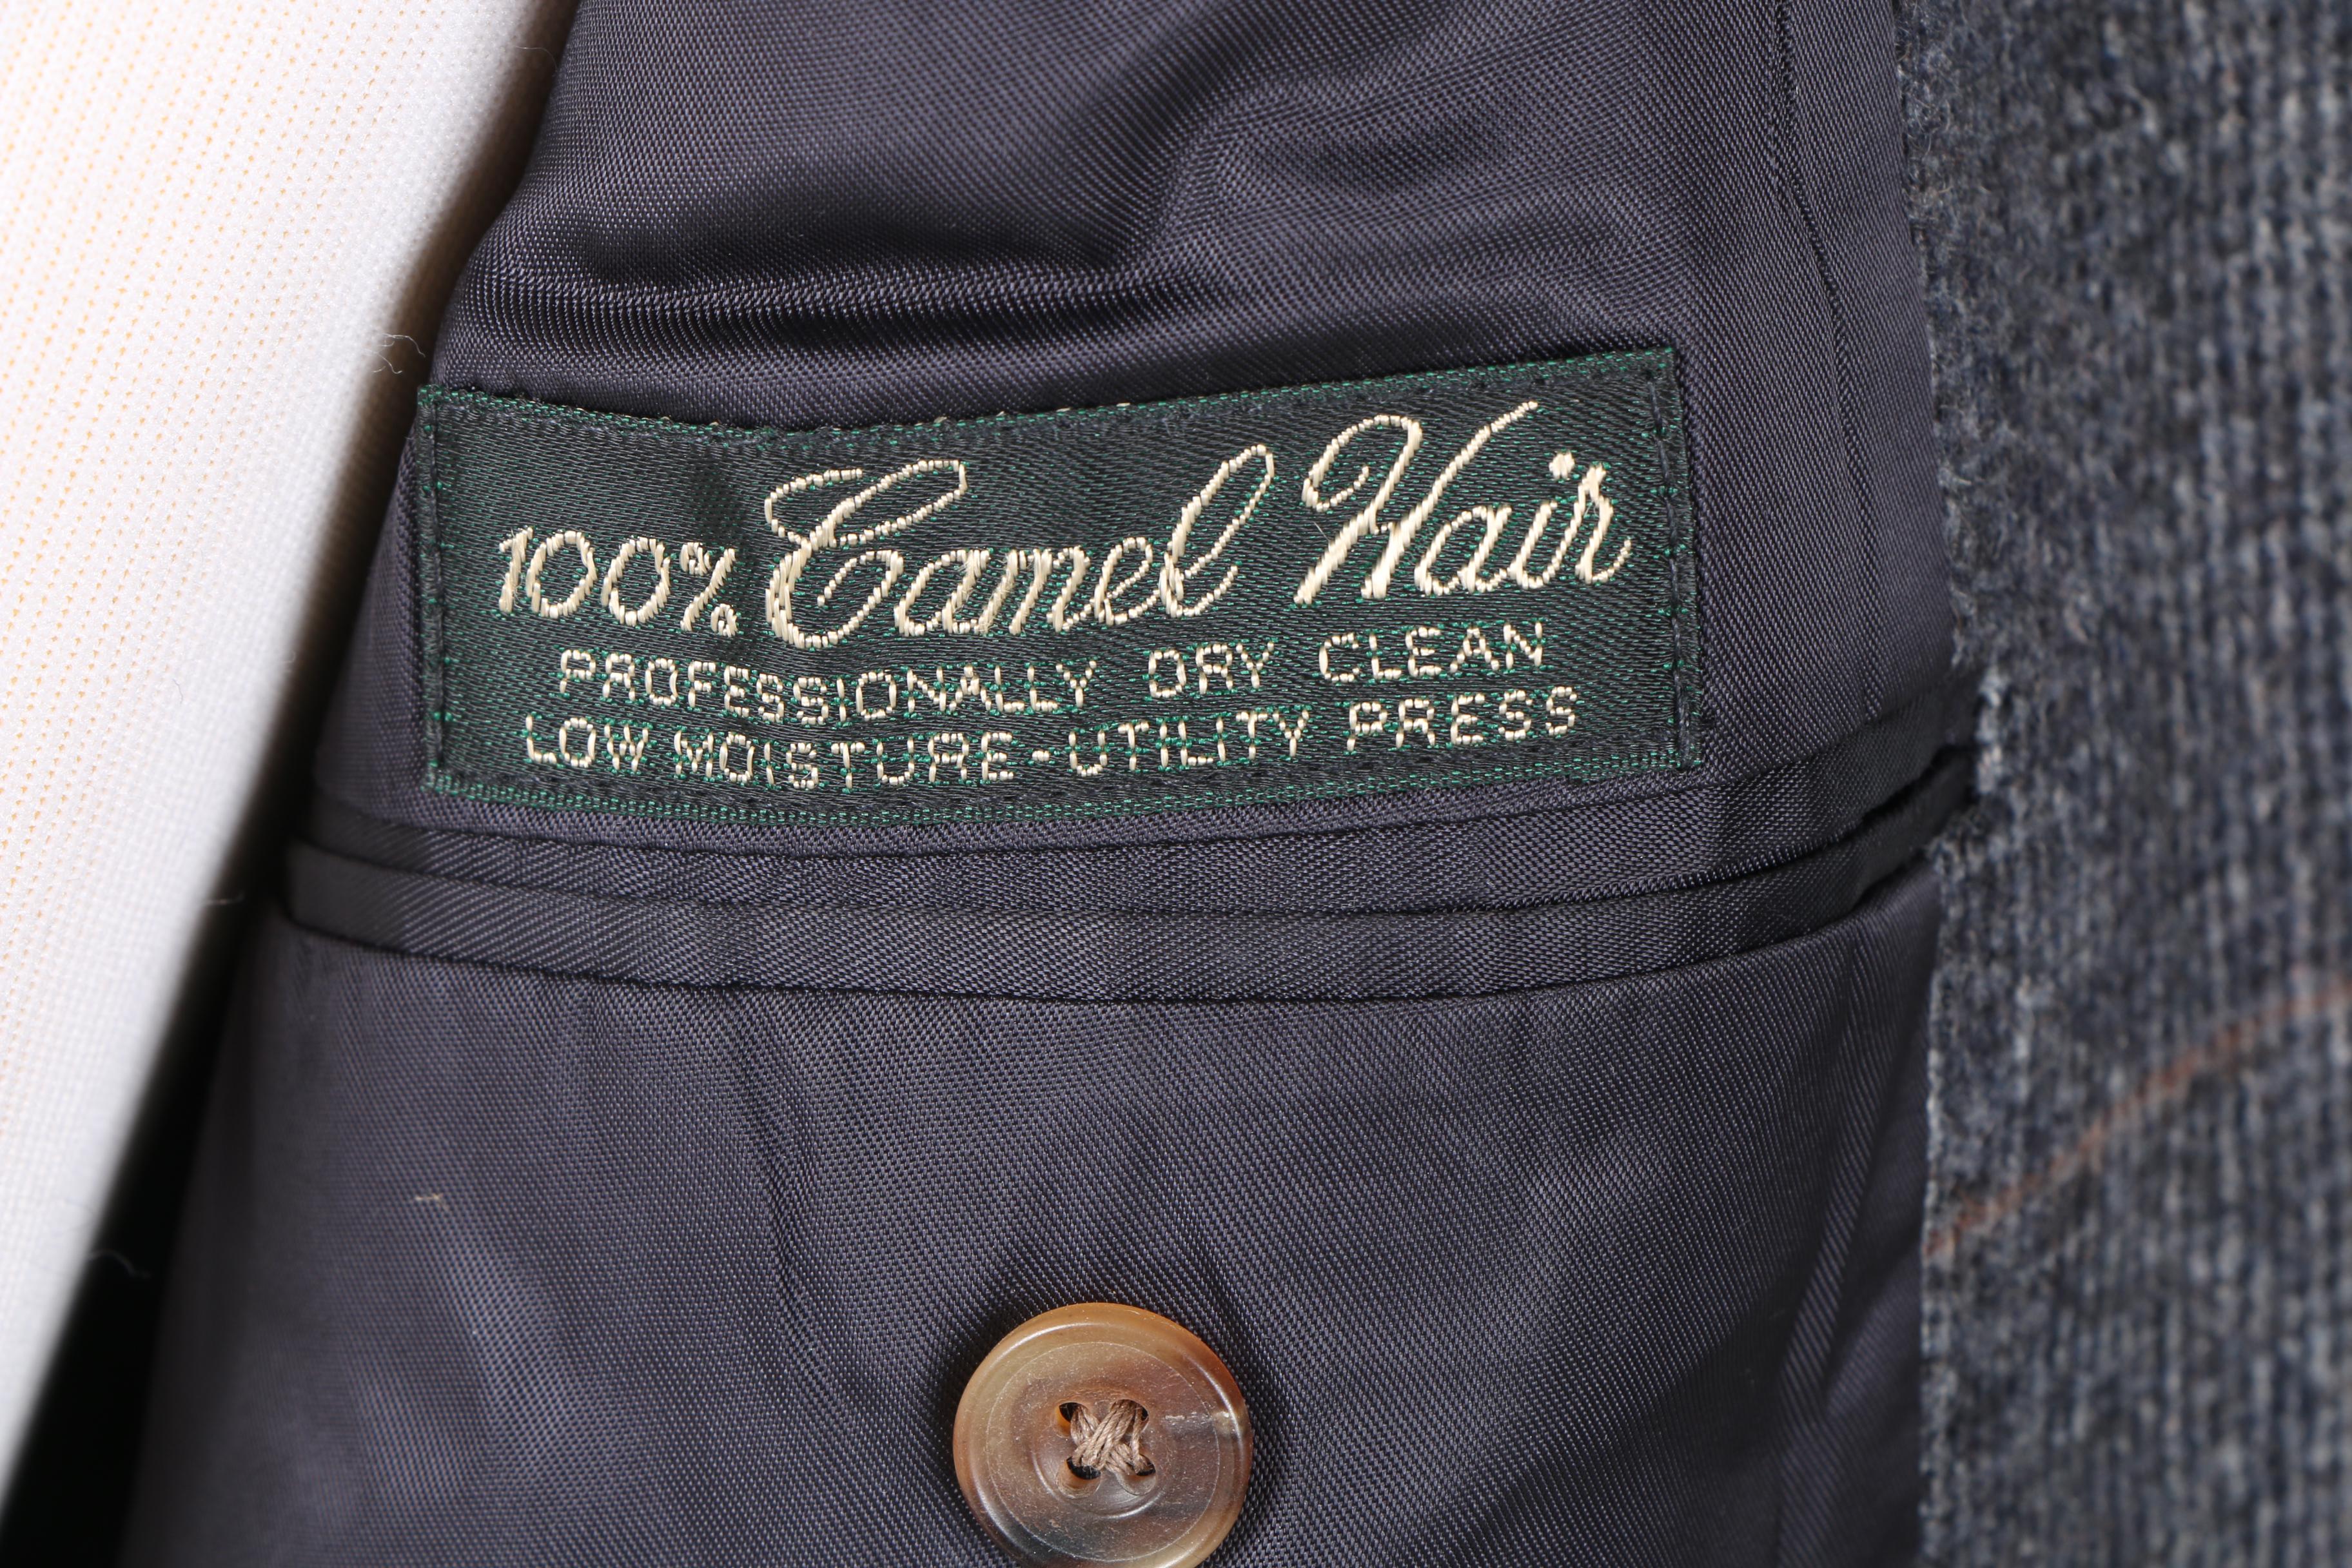 100% Camel Hair
PROFESSIONALLY DRY CLEAN
LOW MOISTURE-UTILITY PRESS